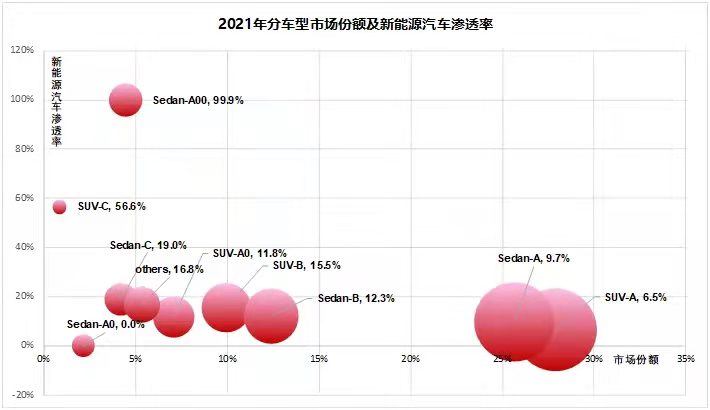 2021年分车型市场份额及新能源汽车渗透率
120%
新能源汽车渗透率
100%
Sedan-A00, 99.9%
80%
60%
SUV-C, 56.6%
40%
Sedan-C, 19.0%
SUV-A0, 11.8%
Sedan-A, 9.7%
others, 16.8%
SUV-B, 15.5%
20%
Sedan-B, 12.3%
SUV-A, 6.5%
Sedan-A0, 0.0%
0%
0% 5% 10% 15% 20% 25% 30% 市场份额 35%
-20%